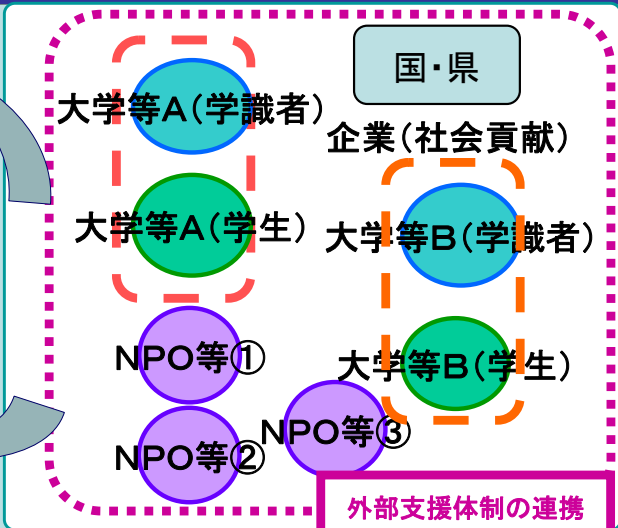 国・県
大学等A(学識者)
企業(社会貢献)
大学等A(学生)
大学等B(学識者)
NPO等①
大学等B(学生)
NPO等③
NPO等②
外部支援体制の連携